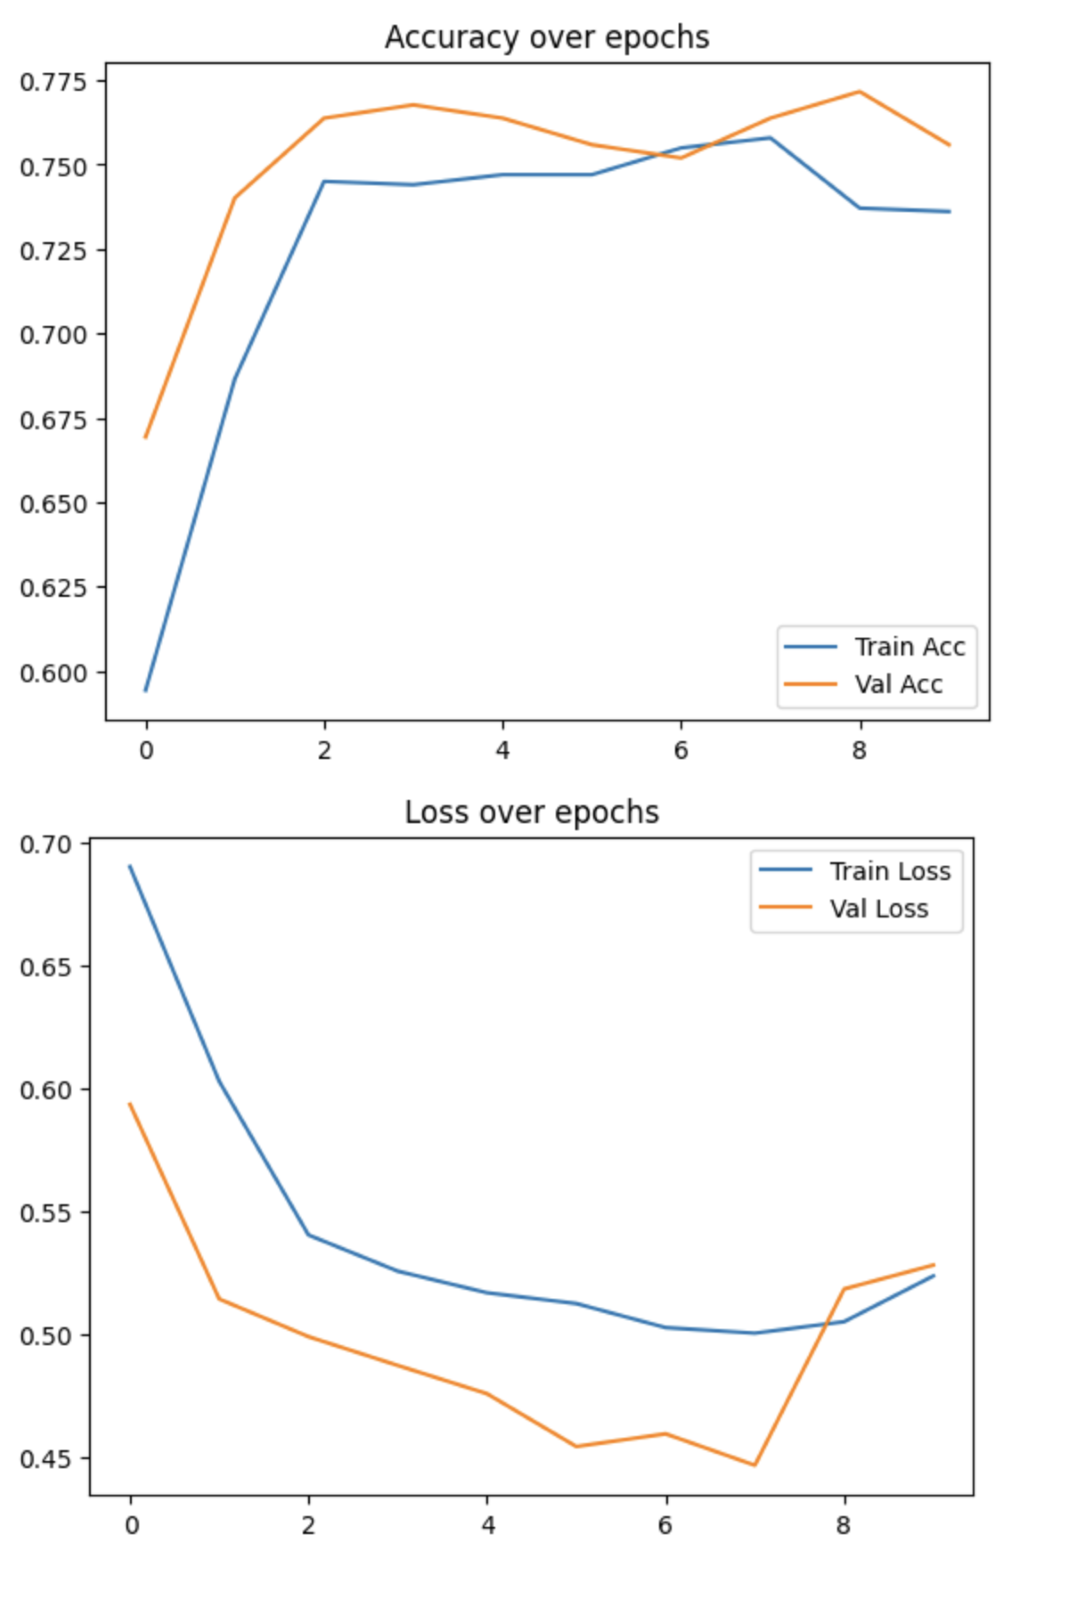 Accuracy over epochs
0.775
0.750
0.725
0.700
0.675
0.650
0.625
0.600
Train Acc
Val Acc
0 2 4 6 8
Loss over epochs
0.70
0.65
0.60
0.55
0.50
0.45
Train Loss
Val Loss
0 2 4 6 8